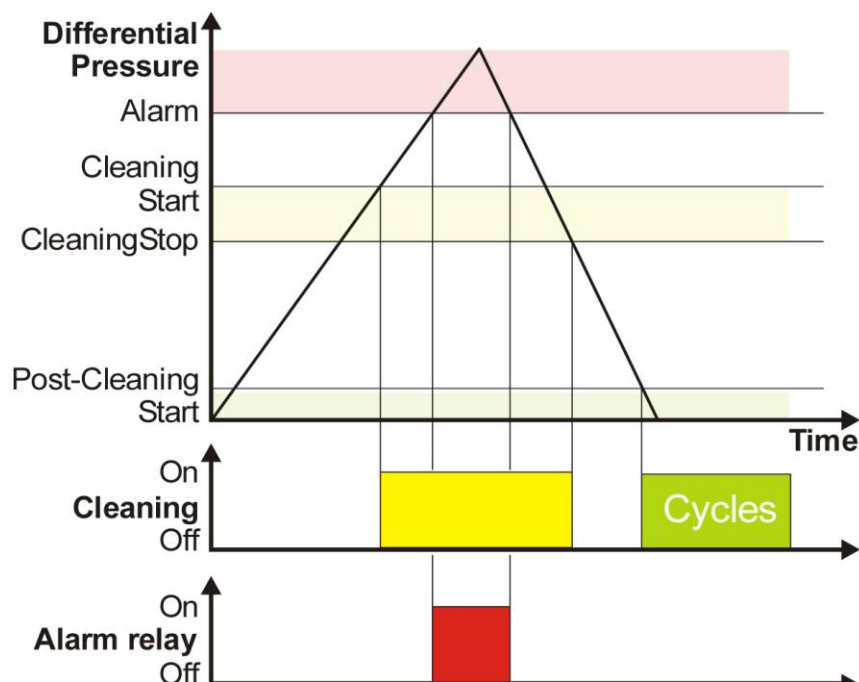 Differential
Pressure
Alarm
Cleaning
Start
CleaningStop
Post-Cleaning
Start
Time
On
Cleaning
Off
Cycles
On
Alarm relay
Off